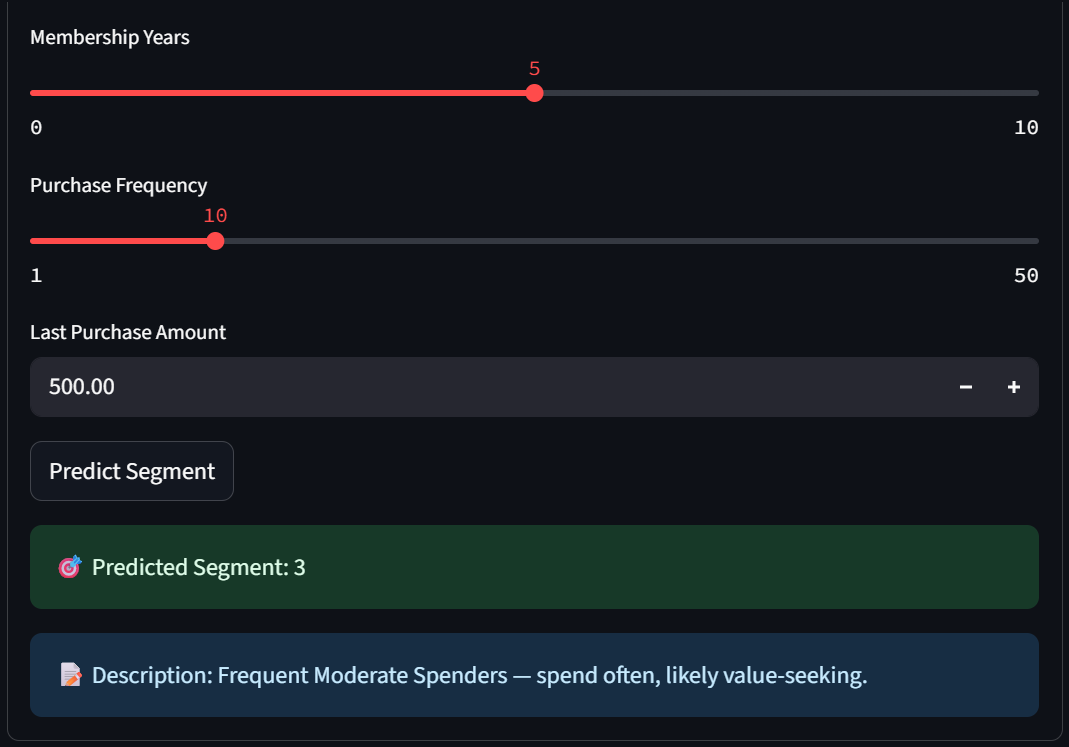 Membership Years
5
0 10
Purchase Frequency
10
1 50
Last Purchase Amount
500.00
Predict Segment
🎯 Predicted Segment: 3
📝 Description: Frequent Moderate Spenders — spend often, likely value-seeking.